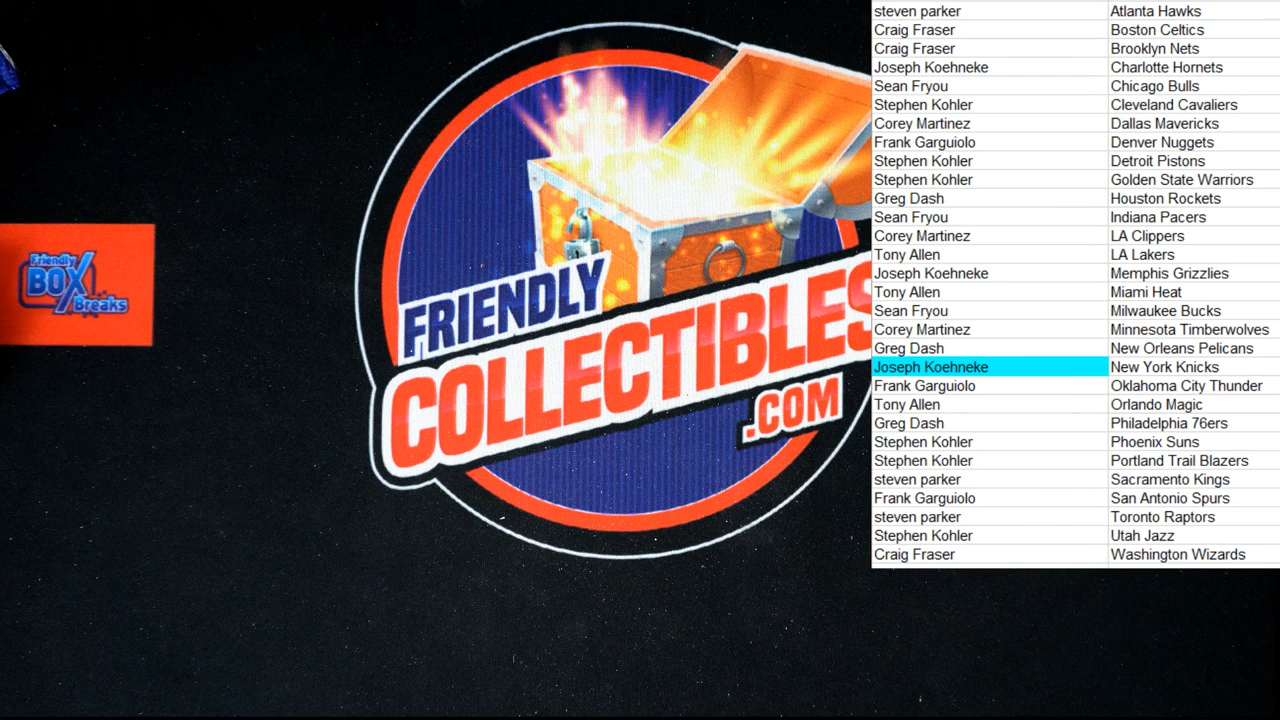 Friendly
BOX
Breaks
FRIENDLY
COLLECTIBLES
.COM
steven parker Atlanta Hawks
Craig Fraser Boston Celtics
Craig Fraser Brooklyn Nets
Joseph Koehneke Charlotte Hornets
Sean Fryou Chicago Bulls
Stephen Kohler Cleveland Cavaliers
Corey Martinez Dallas Mavericks
Frank Garguiolo Denver Nuggets
Stephen Kohler Detroit Pistons
Stephen Kohler Golden State Warriors
Greg Dash Houston Rockets
Sean Fryou Indiana Pacers
Corey Martinez LA Clippers
Tony Allen LA Lakers
Joseph Koehneke Memphis Grizzlies
Tony Allen Miami Heat
Sean Fryou Milwaukee Bucks
Corey Martinez Minnesota Timberwolves
Greg Dash New Orleans Pelicans
Joseph Koehneke New York Knicks
Frank Garguiolo Oklahoma City Thunder
Tony Allen Orlando Magic
Greg Dash Philadelphia 76ers
Stephen Kohler Phoenix Suns
Stephen Kohler Portland Trail Blazers
steven parker Sacramento Kings
Frank Garguiolo San Antonio Spurs
steven parker Toronto Raptors
Stephen Kohler Utah Jazz
Craig Fraser Washington Wizards